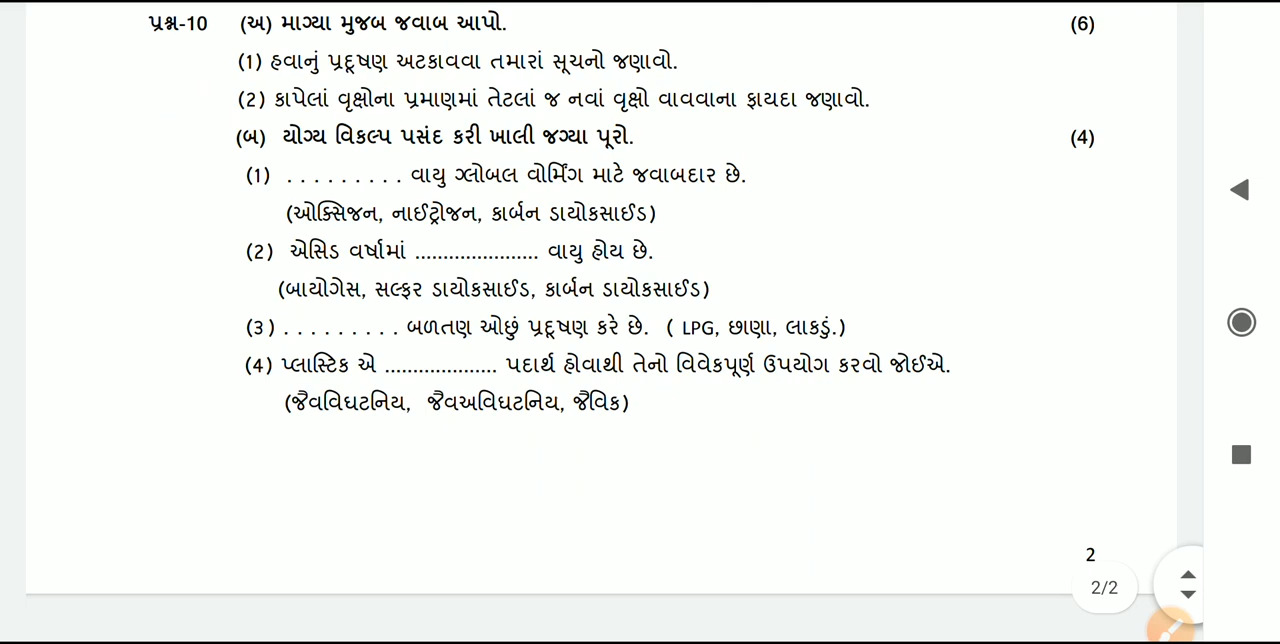 પ્રશ્ન-10 (અ) માગ્યા મુજબ જવાબ આપો. (6)
(1) હવાનું પ્રદૂષણ અટકાવવા તમારાં સૂચનો જણાવો.
(2) કાપેલાં વૃક્ષોના પ્રમાણમાં તેટલાં જ નવાં વૃક્ષો વાવવાના ફાયદા જણાવો.
(બ) યોગ્ય વિકલ્પ પસંદ કરી ખાલી જગ્યા પૂરો. (4)
(1) . . . . . . . . . વાયુ ગ્લોબલ વોર્મિંગ માટે જવાબદાર છે.
(ઓક્સિજન, નાઈટ્રોજન, કાર્બન ડાયોકસાઈડ)
(2) એસિડ વર્ષામાં ...................... વાયુ હોય છે.
(બાયોગેસ, સલ્ફર ડાયોકસાઈડ, કાર્બન ડાયોકસાઈડ)
(3) . . . . . . . . . બળતણ ઓછું પ્રદૂષણ કરે છે. ( LPG, છાણા, લાકડું.)
(4) પ્લાસ્ટિક એ .................... પદાર્થ હોવાથી તેનો વિવેકપૂર્ણ ઉપયોગ કરવો જોઈએ.
(જૈવવિઘટનિય, જૈવઅવિઘટનિય, જૈવિક)
2
2/2